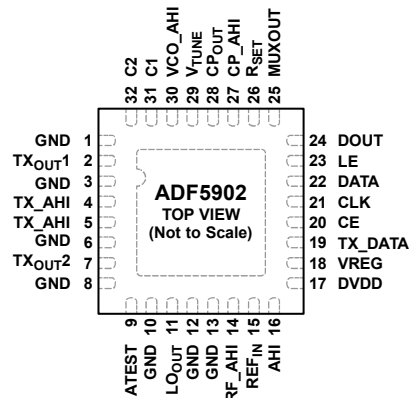 32 C2
31 C1
30 VCO_AHI
29 VTUNE
28 CPOUT
27 CP_AHI
26 RSET
25 MUXOUT
GND 1
TXOUT1 2
GND 3
TX_AHI 4
TX_AHI 5
GND 6
TXOUT2 7
GND 8
ADF5902
TOP VIEW
(Not to Scale)
24 DOUT
23 LE
22 DATA
21 CLK
20 CE
19 TX_DATA
18 VREG
17 DVDD
ATEST 9
GND 10
LOOUT 11
GND 12
GND 13
RF_AHI 14
REFIN 15
AHI 16